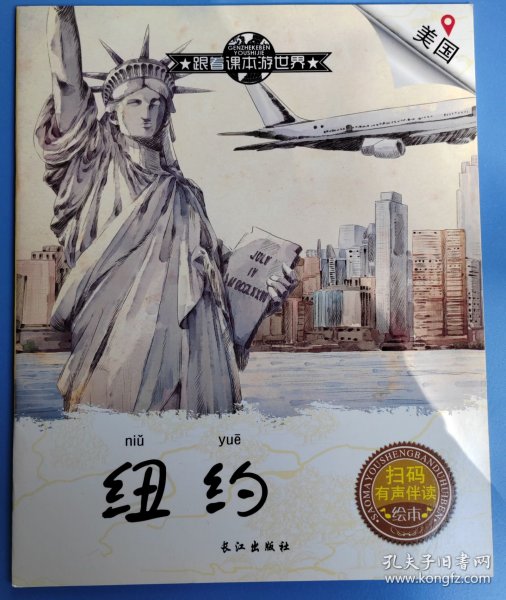 GENZHEKEBEN
YOUSHIJIE
★跟着课本游世界★
美国
JULY
IV
niǔ yuē
纽约
长江出版社
扫码
有声伴读
绘本
SAOMAYOUSHENGBANDUHUIBEN
孔夫子旧书网
www.kongfz.com